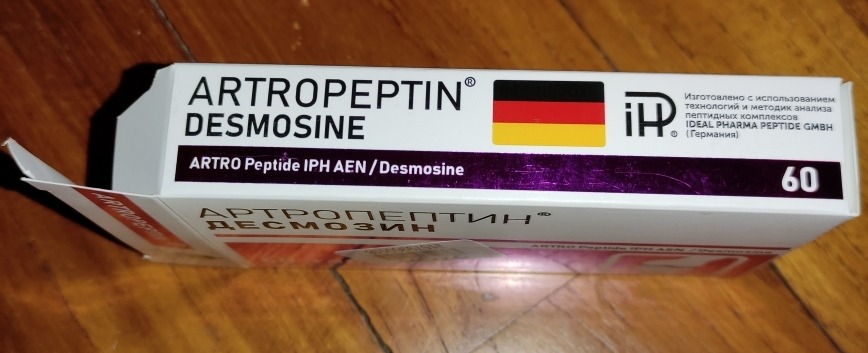 ARTROPEPTIN®
DESMOSINE
iPH®
Изготовлено с использованием
технологий и методик анализа
пептидных комплексов
IDEAL PHARMA PEPTIDE GMBH
(Германия)
ARTRO Peptide IPH AEN / Desmosine
60
АРТРОПЕПТИН®
ДЕСМОЗИН
ARTRO Peptide IPH AEN / Desmosine